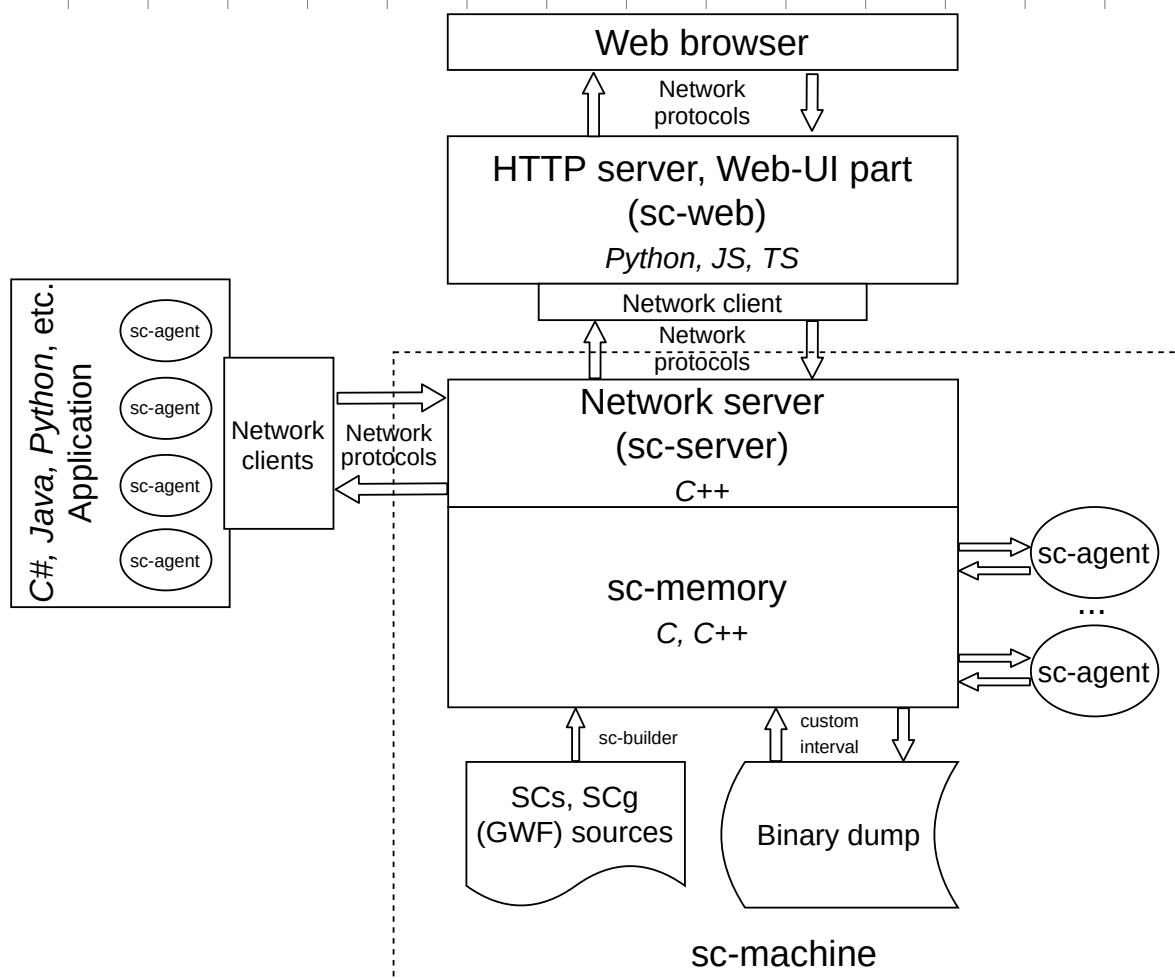 Web browser
Network
protocols
HTTP server, Web-UI part
(sc-web)
Python, JS, TS
Network client
Network
protocols
C#, Java, Python, etc.
Application
sc-agent
sc-agent
sc-agent
sc-agent
Network
clients
Network
protocols
Network server
(sc-server)
C++
sc-memory
C, C++
sc-agent
...
sc-agent
sc-builder
custom
interval
SCs, SCg
(GWF) sources
Binary dump
sc-machine